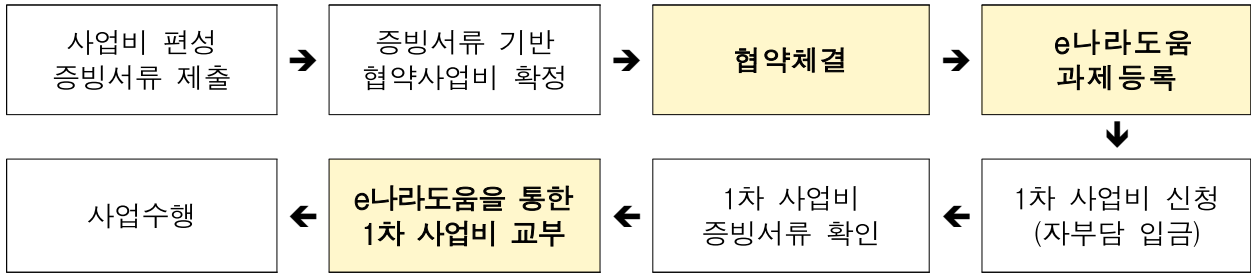 사업비 편성
증빙서류 제출
➔
증빙서류 기반
협약사업비 확정
➔
협약체결
➔
e나라도움
과제등록
➔
1차 사업비 신청
(자부담 입금)
➔
1차 사업비
증빙서류 확인
➔
e나라도움을 통한
1차 사업비 교부
➔
사업수행